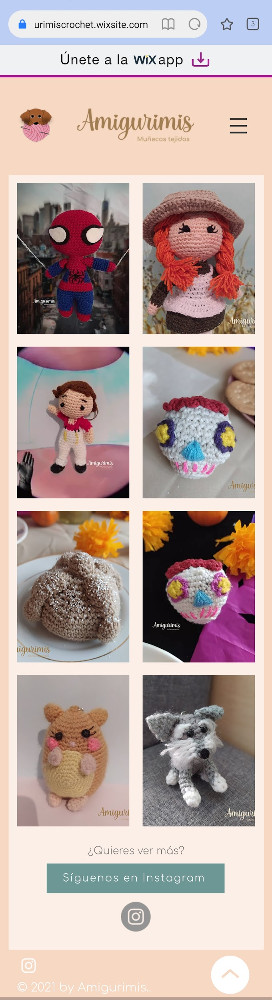 urimiscrochet.wixsite.com
3
Únete a la WiX app
Amigurimis
Muñecos tejidos
Amigurimis
Amigur
Amigurimis
Amigur
igurimis
Amigurimis
Amiguri
Amigur
¿Quieres ver más?
Síguenos en Instagram
© 2021 by Amigurimis..